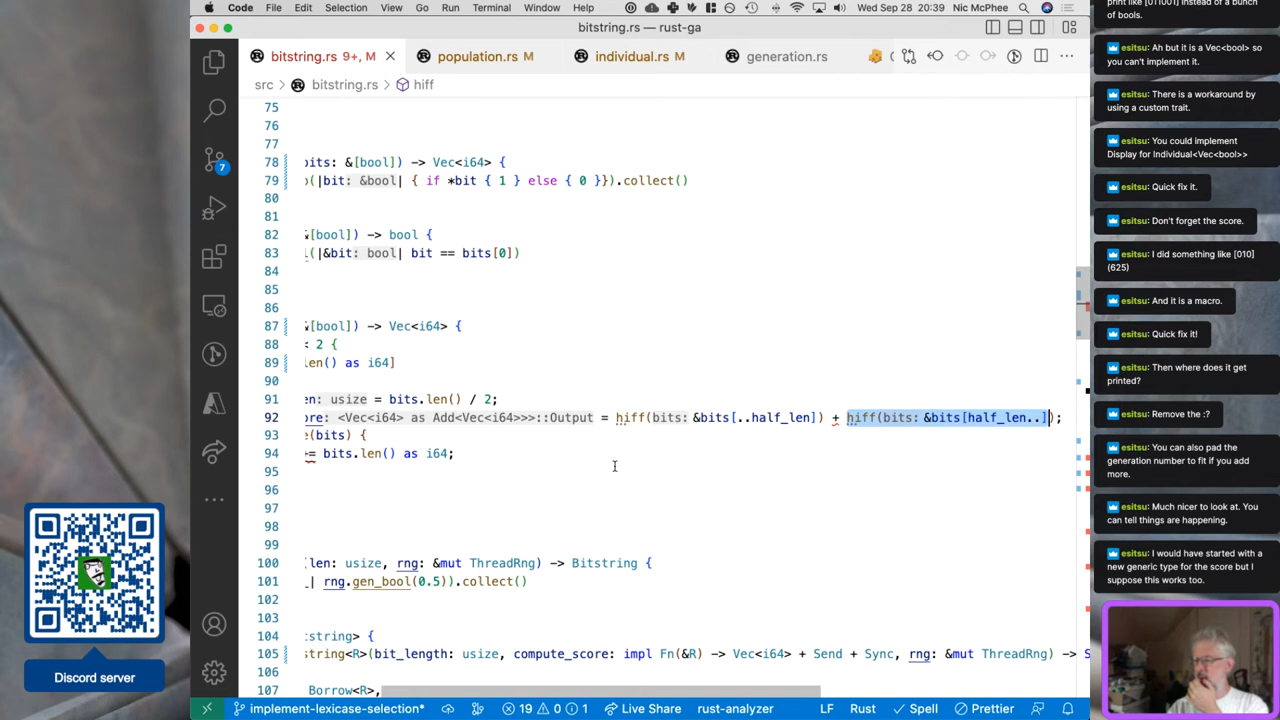 Code File Edit Selection View Go Run Terminal Window Help Wed Sep 28 20:39 Nic McPhee
bitstring.rs — rust-ga
bitstring.rs 9+, M
population.rs M
individual.rs M
generation.rs
src > bitstring.rs > hiff
75
76
77
78 bits: &[bool]) -> Vec<i64> {
79 (|bit: &bool| { if *bit { 1 } else { 0 }}).collect()
80
81
82 &[bool]) -> bool {
83 (|&bit: bool| bit == bits[0])
84
85
86
87 &[bool]) -> Vec<i64> {
88 < 2 {
89 len() as i64]
90
91 en: usize = bits.len() / 2;
92 ore: <Vec<i64> as Add<Vec<i64>>>::Output = hiff(bits: &bits[..half_len]) + hiff(bits: &bits[half_len..]);
93 e(bits) {
94 += bits.len() as i64;
95
96
97
98
99
100 (len: usize, rng: &mut ThreadRng) -> Bitstring {
101 _| rng.gen_bool(0.5)).collect()
102
103
104 tstring> {
105 string<R>(bit_length: usize, compute_score: impl Fn(&R) -> Vec<i64> + Send + Sync, rng: &mut ThreadRng) -> S
106
107 Borrow<R>,
7
implement-lexicase-selection* 19 0 1 Live Share rust-analyzer LF Rust Spell Prettier
Discord server
print like [011001] instead of a bunch
of bools.
esitsu: Ah but it is a Vec<bool> so
you can't implement it.
esitsu: There is a workaround by
using a custom trait.
esitsu: You could implement
Display for Individual<Vec<bool>>
esitsu: Quick fix it.
esitsu: Don't forget the score.
esitsu: I did something like [010]
(625)
esitsu: And it is a macro.
esitsu: Quick fix it!
esitsu: Then where does it get
printed?
esitsu: Remove the :?
esitsu: You can also pad the
generation number to fit if you add
more.
esitsu: Much nicer to look at. You
can tell things are happening.
esitsu: I would have started with a
new generic type for the score but I
suppose this works too.